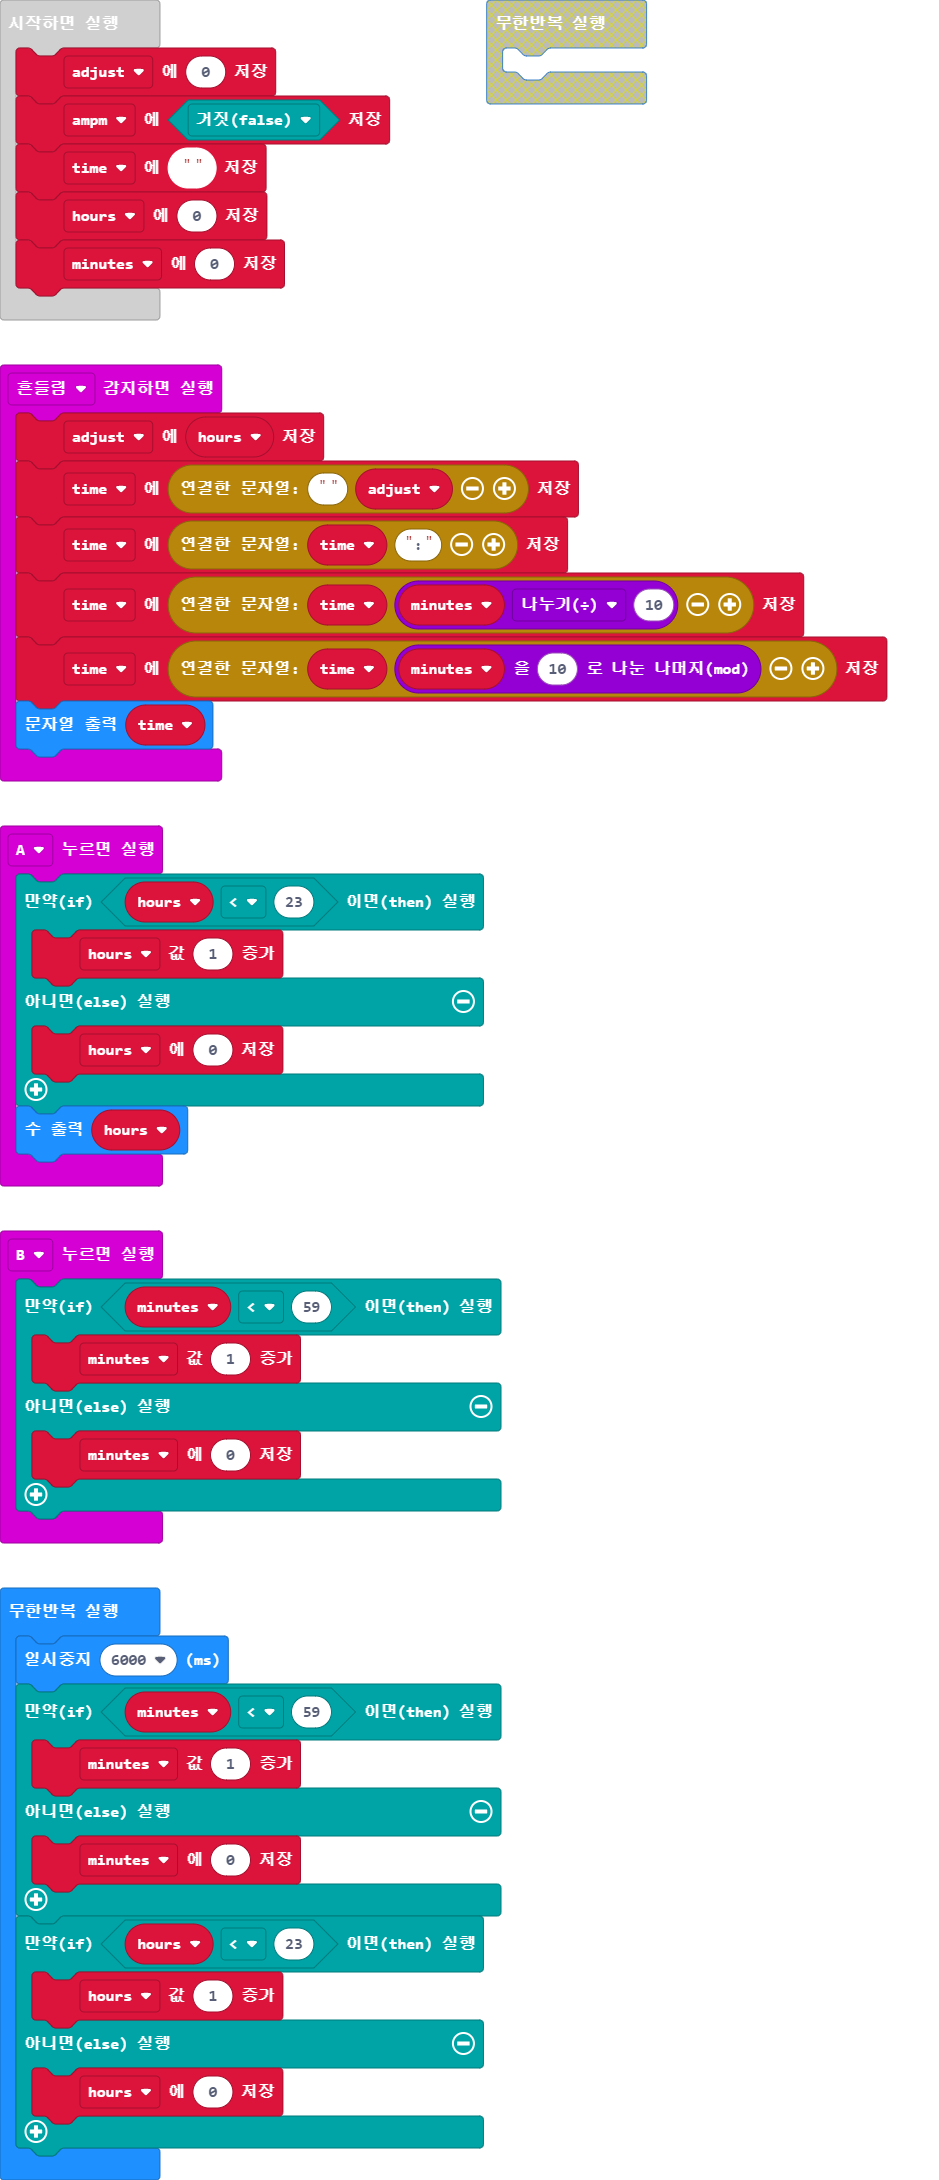 시작하면 실행
adjust 에 0 저장
ampm 에 거짓(false) 저장
time 에 " " 저장
hours 에 0 저장
minutes 에 0 저장
무한반복 실행
흔들림 감지하면 실행
adjust 에 hours 저장
time 에 연결한 문자열: " " adjust 저장
time 에 연결한 문자열: time ":" 저장
time 에 연결한 문자열: time minutes 나누기(÷) 10 저장
time 에 연결한 문자열: time minutes 을 10 로 나눈 나머지(mod) 저장
문자열 출력 time
A 누르면 실행
만약(if) hours < 23 이면(then) 실행
hours 값 1 증가
아니면(else) 실행
hours 에 0 저장
수 출력 hours
B 누르면 실행
만약(if) minutes < 59 이면(then) 실행
minutes 값 1 증가
아니면(else) 실행
minutes 에 0 저장
무한반복 실행
일시중지 6000 (ms)
만약(if) minutes < 59 이면(then) 실행
minutes 값 1 증가
아니면(else) 실행
minutes 에 0 저장
만약(if) hours < 23 이면(then) 실행
hours 값 1 증가
아니면(else) 실행
hours 에 0 저장